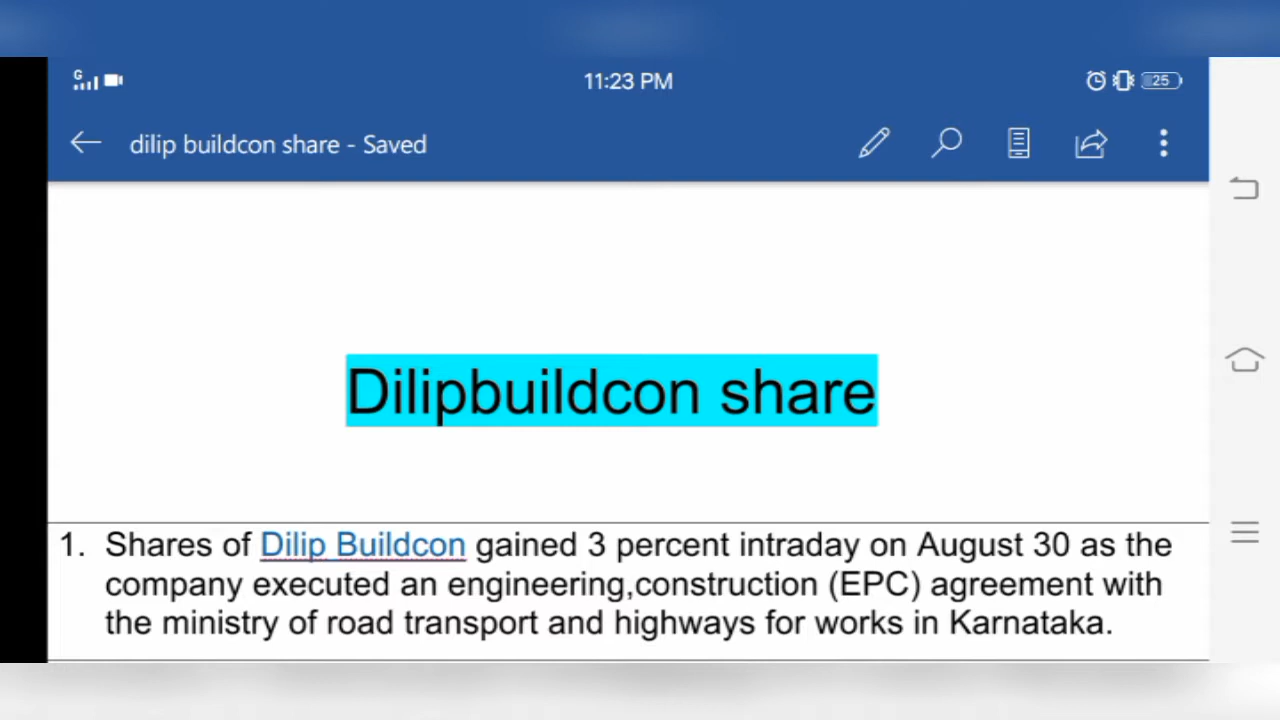 G
11:23 PM
25
dilip buildcon share - Saved
Dilipbuildcon share
1. Shares of Dilip Buildcon gained 3 percent intraday on August 30 as the
company executed an engineering,construction (EPC) agreement with
the ministry of road transport and highways for works in Karnataka.